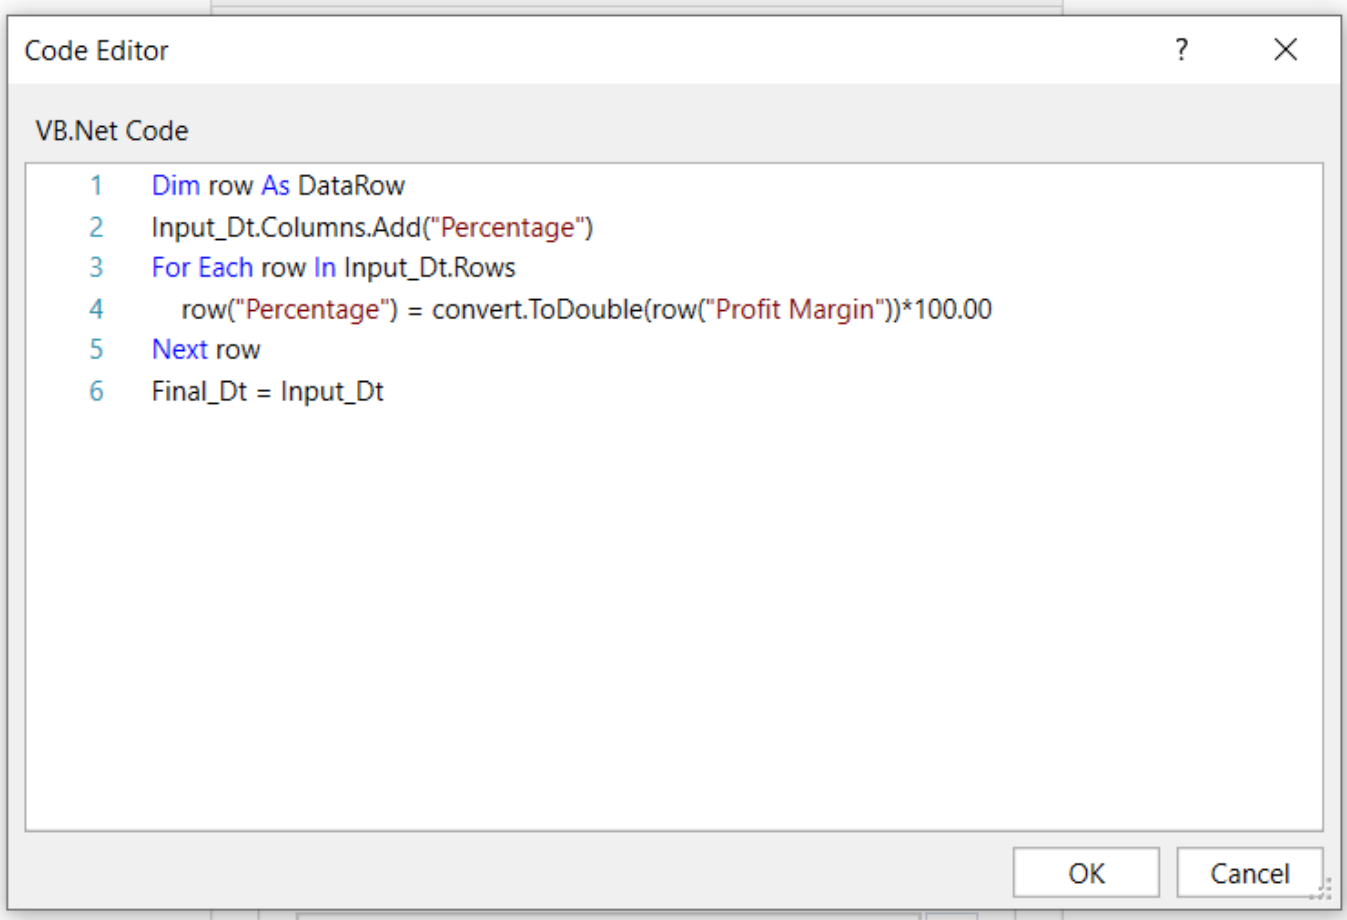 Code Editor ?
VB.Net Code
1 Dim row As DataRow
2 Input_Dt.Columns.Add("Percentage")
3 For Each row In Input_Dt.Rows
4 row("Percentage") = convert.ToDouble(row("Profit Margin"))*100.00
5 Next row
6 Final_Dt = Input_Dt
OK Cancel